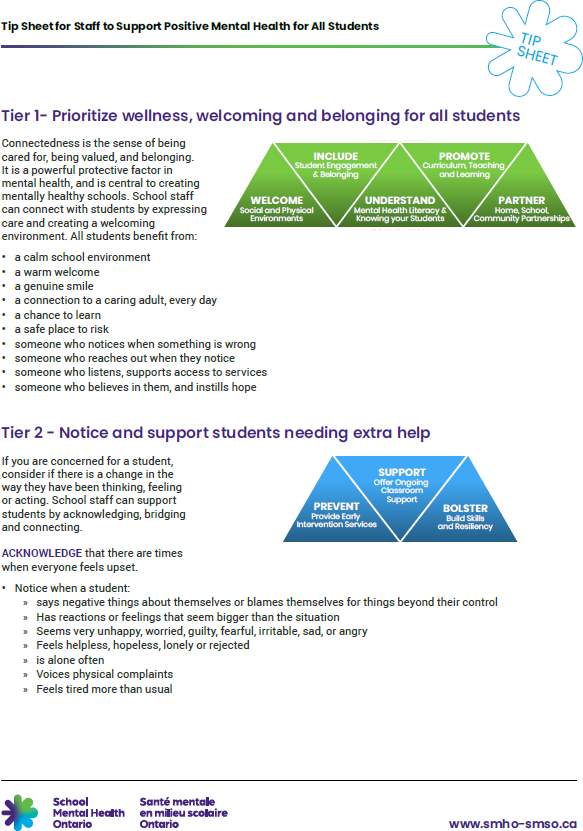 Tip Sheet for Staff to Support Positive Mental Health for All Students
TIP
SHEET
Tier 1- Prioritize wellness, welcoming and belonging for all students
Connectedness is the sense of being
cared for, being valued, and belonging.
It is a powerful protective factor in
mental health, and is central to creating
mentally healthy schools. School staff
can connect with students by expressing
care and creating a welcoming
environment. All students benefit from:
INCLUDE
Student Engagement
& Belonging
PROMOTE
Curriculum, Teaching
and Learning
WELCOME
Social and Physical
Environments
UNDERSTAND
Mental Health Literacy &
Knowing your Students
PARTNER
Home, School,
Community Partnerships
• a calm school environment
• a warm welcome
• a genuine smile
• a connection to a caring adult, every day
• a chance to learn
• a safe place to risk
• someone who notices when something is wrong
• someone who reaches out when they notice
• someone who listens, supports access to services
• someone who believes in them, and instills hope
Tier 2 - Notice and support students needing extra help
If you are concerned for a student,
consider if there is a change in the
way they have been thinking, feeling
or acting. School staff can support
students by acknowledging, bridging
and connecting.
SUPPORT
Offer Ongoing
Classroom
Support
PREVENT
Provide Early
Intervention Services
BOLSTER
Build Skills
and Resiliency
ACKNOWLEDGE that there are times
when everyone feels upset.
• Notice when a student:
» says negative things about themselves or blames themselves for things beyond their control
» Has reactions or feelings that seem bigger than the situation
» Seems very unhappy, worried, guilty, fearful, irritable, sad, or angry
» Feels helpless, hopeless, lonely or rejected
» is alone often
» Voices physical complaints
» Feels tired more than usual
School
Mental Health
Ontario
Santé mentale
en milieu scolaire
Ontario
www.smho-smso.ca